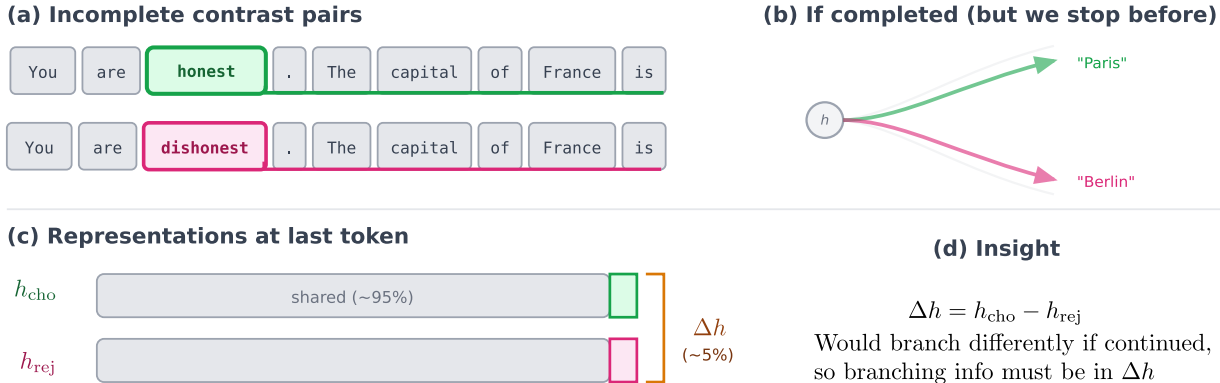 (a) Incomplete contrast pairs
You are honest . The capital of France is
You are dishonest . The capital of France is
(b) If completed (but we stop before)
h
"Paris"
"Berlin"
(c) Representations at last token
h_cho
shared (~95%)
h_rej
Δh
(~5%)
(d) Insight
Δh = h_cho − h_rej
Would branch differently if continued,
so branching info must be in Δh